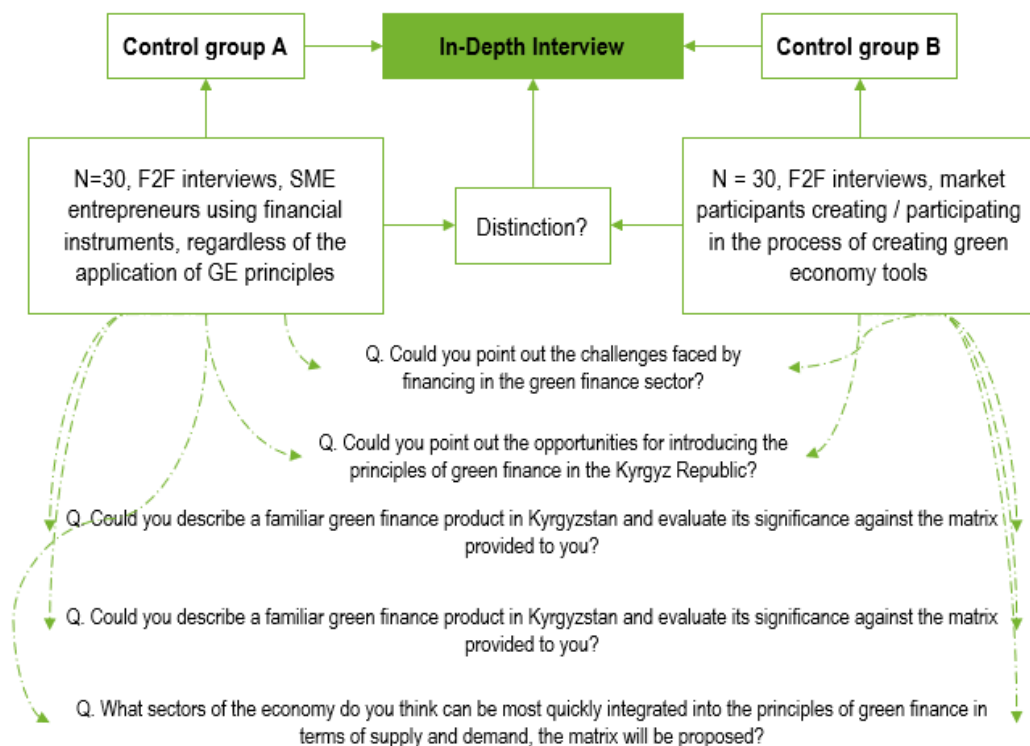 Control group A
In-Depth Interview
Control group B
N=30, F2F interviews, SME
entrepreneurs using financial
instruments, regardless of the
application of GE principles
Distinction?
N = 30, F2F interviews, market
participants creating / participating
in the process of creating green
economy tools
Q. Could you point out the challenges faced by
financing in the green finance sector?
Q. Could you point out the opportunities for introducing the
principles of green finance in the Kyrgyz Republic?
Q. Could you describe a familiar green finance product in Kyrgyzstan and evaluate its significance against the matrix
provided to you?
Q. Could you describe a familiar green finance product in Kyrgyzstan and evaluate its significance against the matrix
provided to you?
Q. What sectors of the economy do you think can be most quickly integrated into the principles of green finance in
terms of supply and demand, the matrix will be proposed?